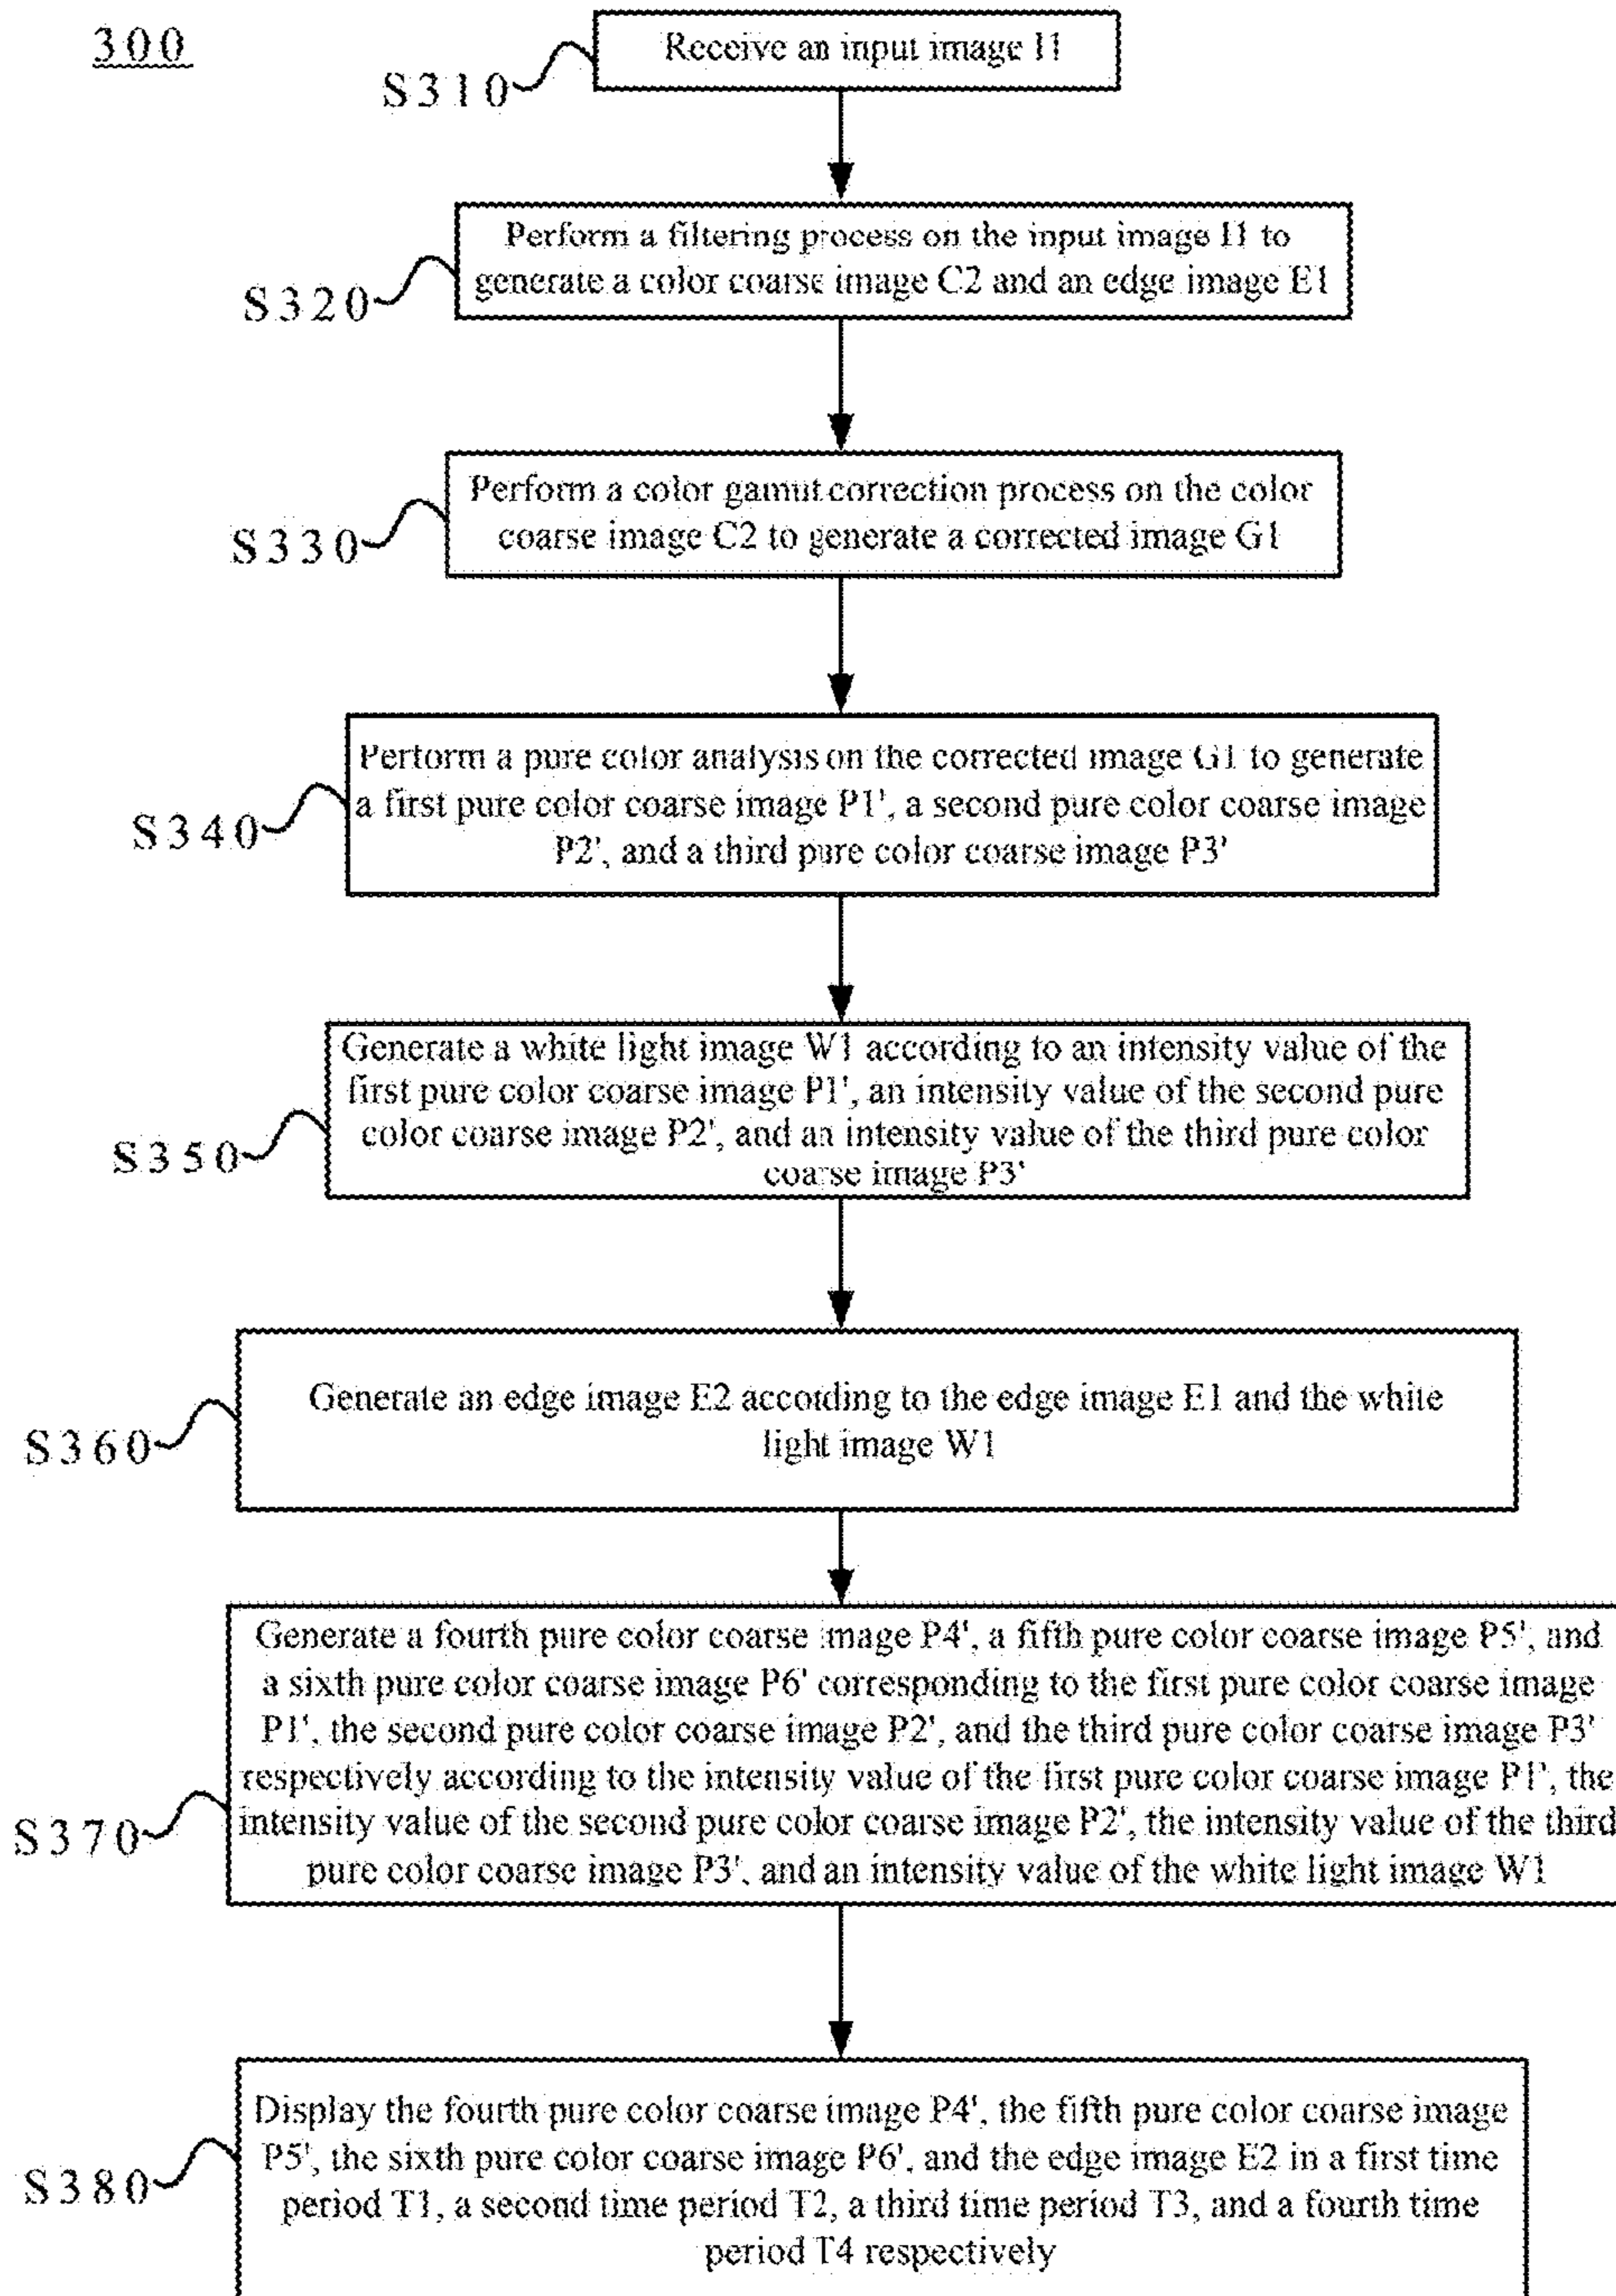 300
S310
Receive an input image I1
S320
Perform a filtering process on the input image I1 to
generate a color coarse image C2 and an edge image E1
S330
Perform a color gamut correction process on the color
coarse image C2 to generate a corrected image G1
S340
Perform a pure color analysis on the corrected image G1 to generate
a first pure color coarse image P1', a second pure color coarse image
P2', and a third pure color coarse image P3'
S350
Generate a white light image W1 according to an intensity value of the
first pure color coarse image P1', an intensity value of the second pure
color coarse image P2', and an intensity value of the third pure color
coarse image P3'
S360
Generate an edge image E2 according to the edge image E1 and the white
light image W1
S370
Generate a fourth pure color coarse image P4', a fifth pure color coarse image P5', and
a sixth pure color coarse image P6' corresponding to the first pure color coarse image
P1', the second pure color coarse image P2', and the third pure color coarse image P3'
respectively according to the intensity value of the first pure color coarse image P1', the
intensity value of the second pure color coarse image P2', the intensity value of the third
pure color coarse image P3', and an intensity value of the white light image W1
S380
Display the fourth pure color coarse image P4', the fifth pure color coarse image
P5', the sixth pure color coarse image P6', and the edge image E2 in a first time
period T1, a second time period T2, a third time period T3, and a fourth time
period T4 respectively